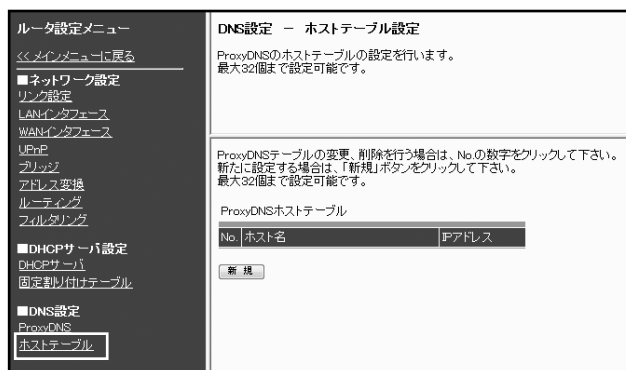 ルータ設定メニュー
<< メインメニューに戻る
■ネットワーク設定
リンク設定
LANインタフェース
WANインタフェース
UPnP
ブリッジ
アドレス変換
ルーティング
フィルタリング
■DHCPサーバ設定
DHCPサーバ
固定割り付けテーブル
■DNS設定
ProxyDNS
ホストテーブル
DNS設定 － ホストテーブル設定
ProxyDNSのホストテーブルの設定を行います。
最大32個まで設定可能です。
ProxyDNSテーブルの変更、削除を行う場合は、No.の数字をクリックして下さい。
新たに設定する場合は、「新規」ボタンをクリックして下さい。
最大32個まで設定可能です。
ProxyDNSホストテーブル
No. ホスト名 IPアドレス
新 規